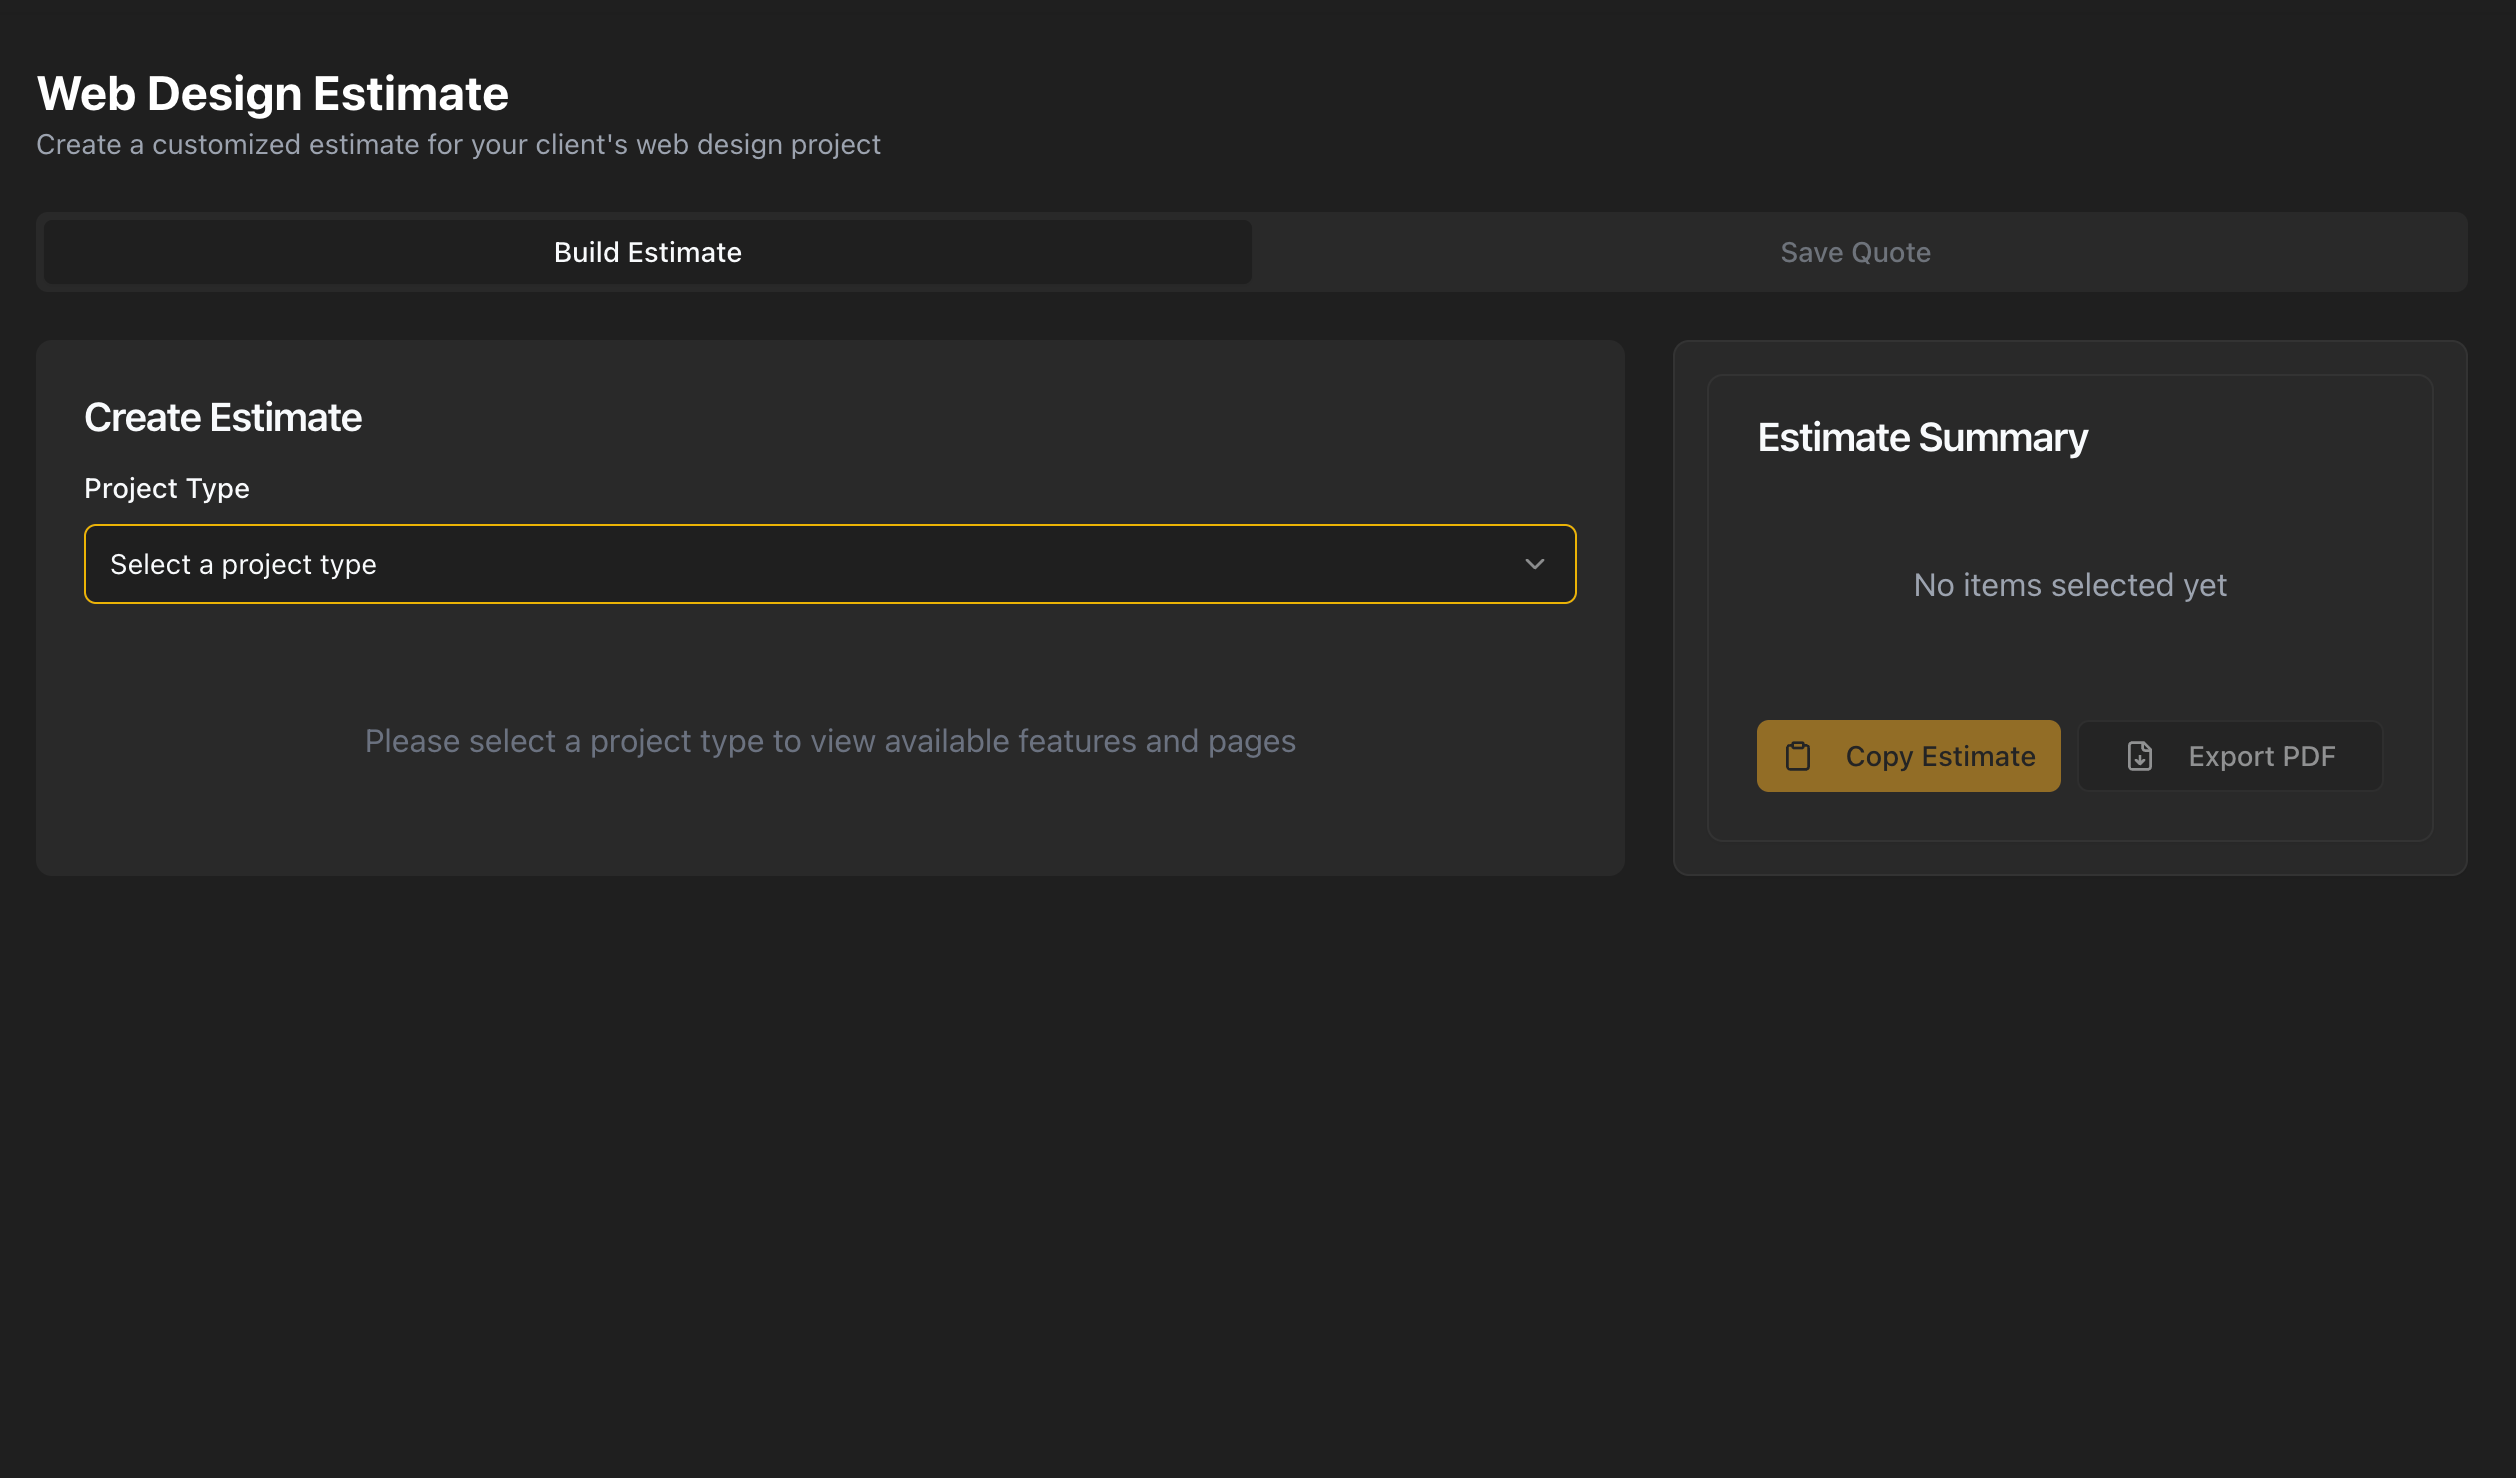 Web Design Estimate
Create a customized estimate for your client's web design project
Build Estimate
Save Quote
Create Estimate
Project Type
Select a project type
Please select a project type to view available features and pages
Estimate Summary
No items selected yet
Copy Estimate
Export PDF